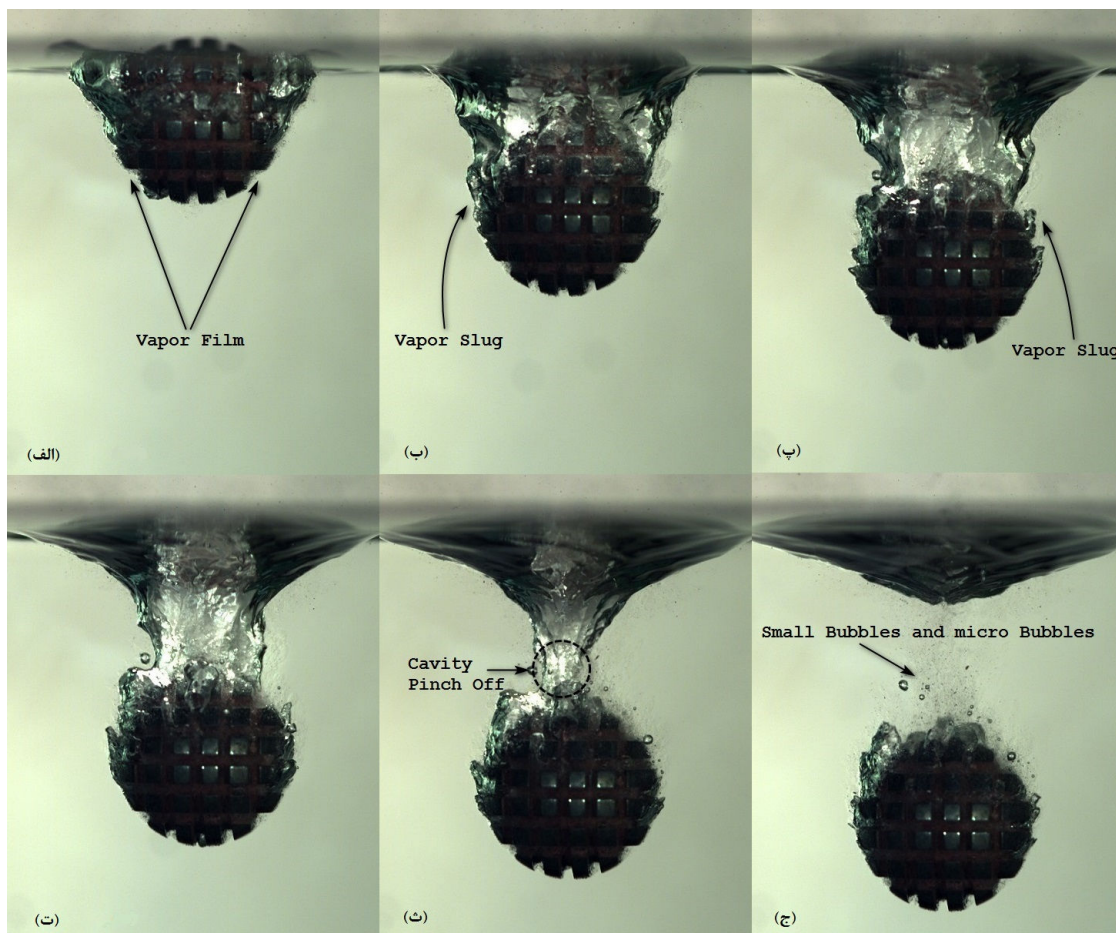 Vapor Film
(الف)
Vapor Slug
(ب)
Vapor Slug
(پ)
(ت)
Cavity
Pinch Off
(ث)
Small Bubbles and micro Bubbles
(ج)